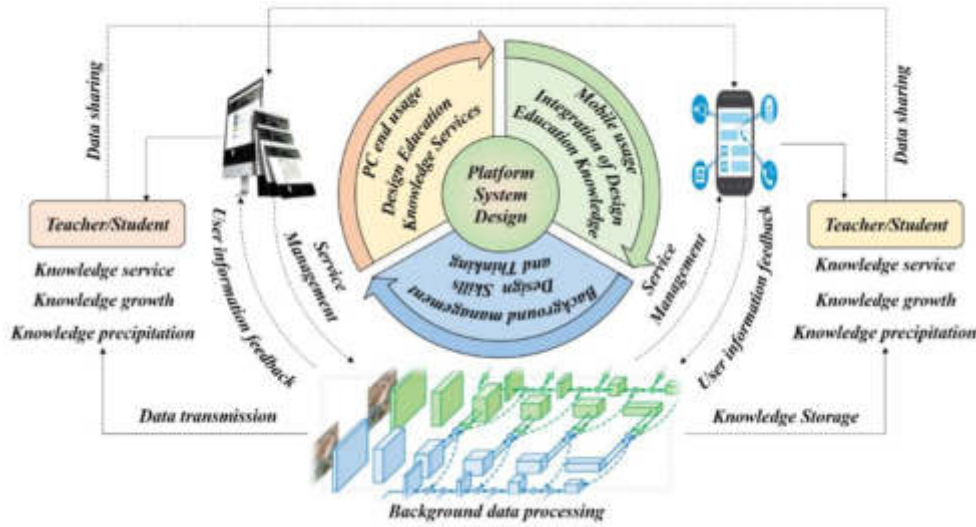 Data sharing
PC end usage
Design Education
Knowledge Services
Mobile usage
Integration of Design
Education Knowledge
Platform
System
Design
Background management
Design Skills
and Thinking
Data sharing
Teacher/Student
Knowledge service
Knowledge growth
Knowledge precipitation
User information feedback
Service
Management
Service
Management
User information feedback
Teacher/Student
Knowledge service
Knowledge growth
Knowledge precipitation
Data transmission
Knowledge Storage
Background data processing